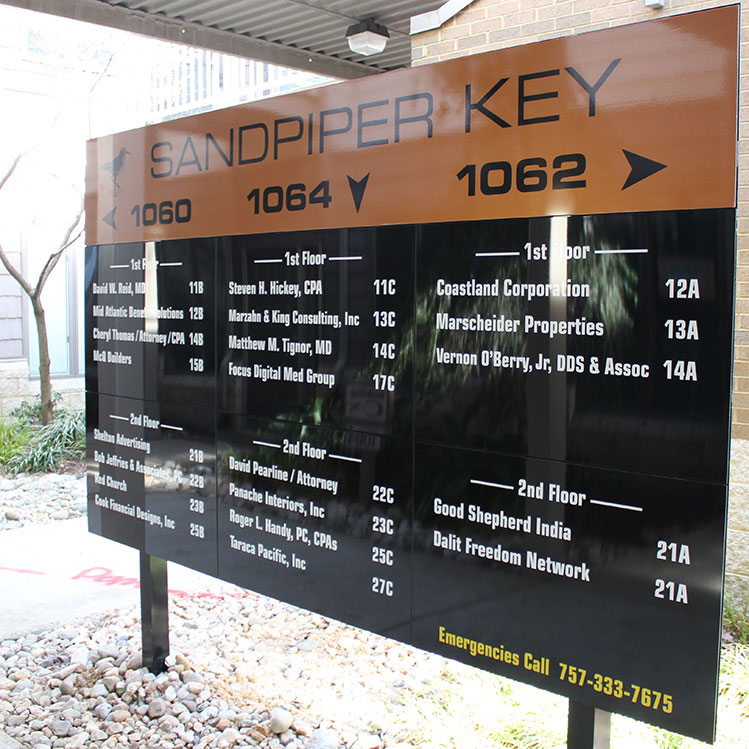 SANDPIPER KEY
1060 1064 1062
1st Floor
David W. Reid, MD 11B
Mid Atlantic Benefit Solutions 12B
Cheryl Thomas/Attorney/CPA 14B
McQ Builders 15B
2nd Floor
Shelton Advertising 21B
Bob Jeffries & Associates, PC 22B
Red Church 23B
Cook Financial Designs, Inc 25B
1st Floor
Steven H. Hickey, CPA 11C
Marzahn & King Consulting, Inc 13C
Matthew M. Tignor, MD 14C
Focus Digital Med Group 17C
2nd Floor
David Pearline / Attorney 22C
Panache Interiors, Inc 23C
Roger L. Handy, PC, CPAs 25C
Taraca Pacific, Inc 27C
1st Floor
Coastland Corporation 12A
Marscheider Properties 13A
Vernon O'Berry, Jr, DDS & Assoc 14A
2nd Floor
Good Shepherd India 21A
Dalit Freedom Network 21A
Emergencies Call 757-333-7675